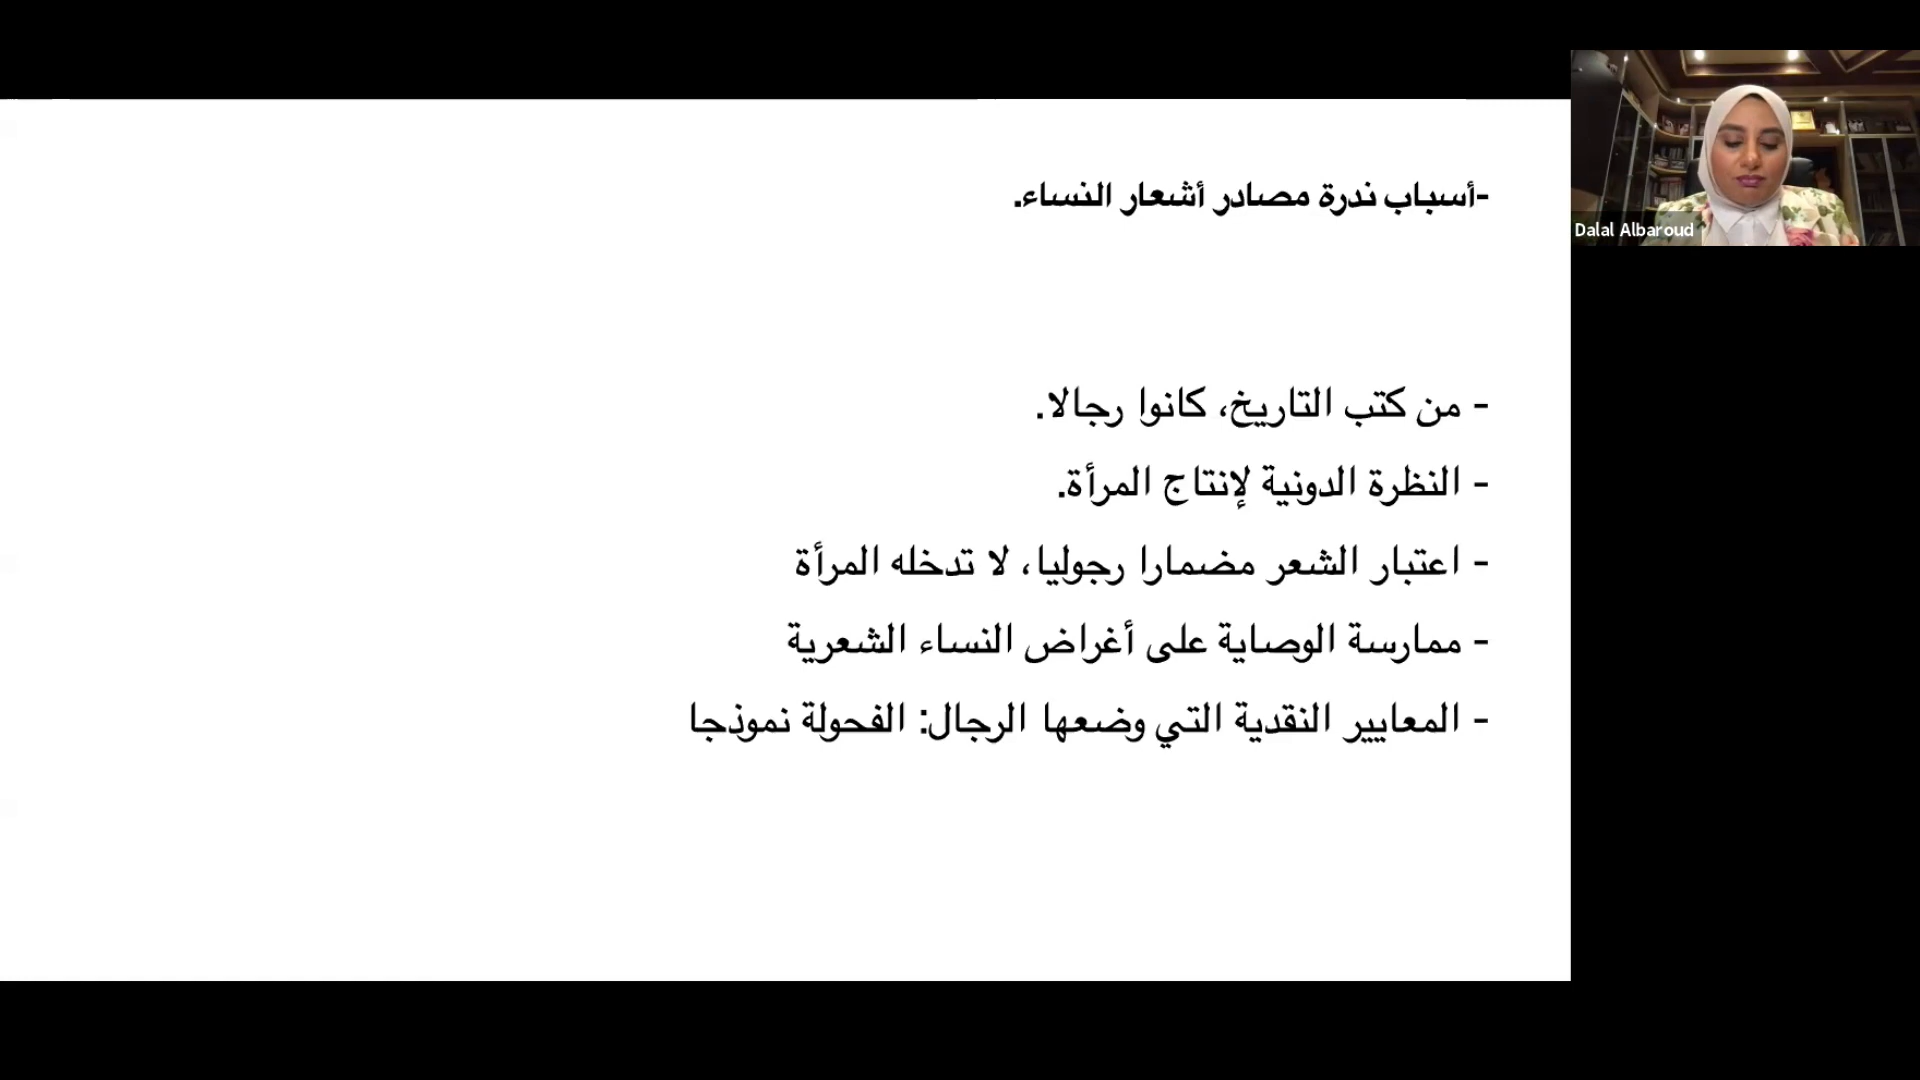 -أسباب ندرة مصادر أشعار النساء.
- من كتب التاريخ، كانوا رجالا.
- النظرة الدونية لإنتاج المرأة.
- اعتبار الشعر مضمارا رجوليا، لا تدخله المرأة
- ممارسة الوصاية على أغراض النساء الشعرية
- المعايير النقدية التي وضعها الرجال: الفحولة نموذجا
Dalal Albaroud